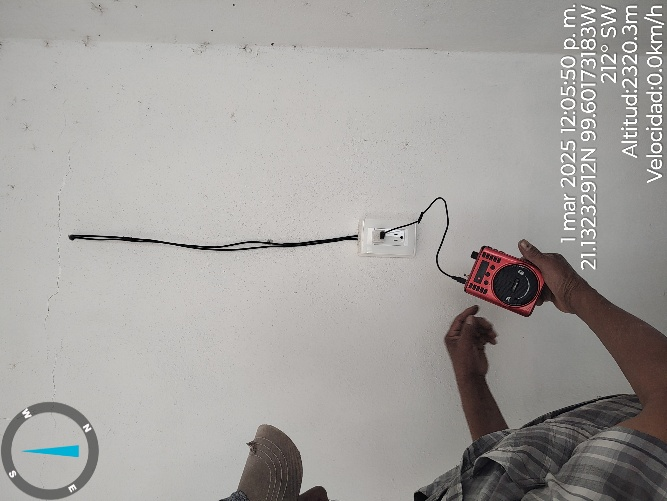 1 mar 2025 12:05:50 p. m.
21.13232912N 99.60173183W
212° SW
Altitud:2320.3m
Velocidad:0.0km/h
W
N
S
E